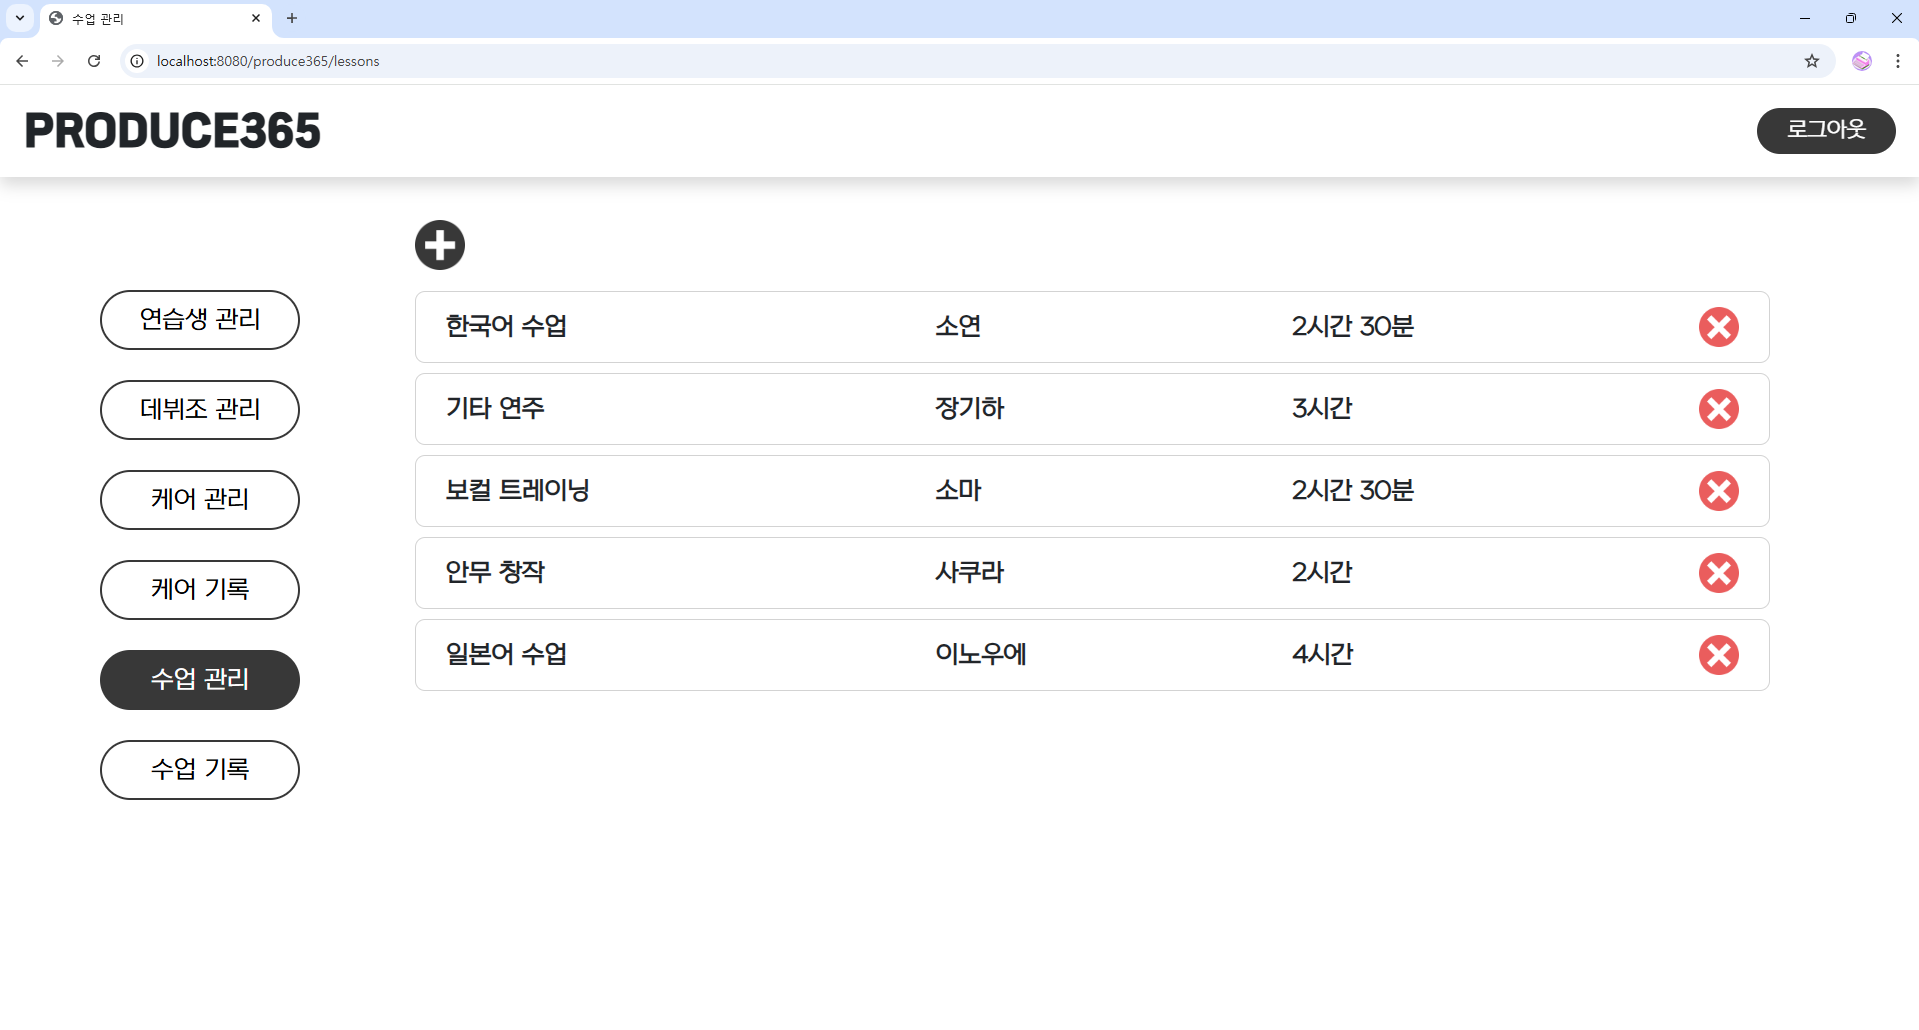 수업 관리
localhost:8080/produce365/lessons
PRODUCE365
로그아웃
연습생 관리
데뷔조 관리
케어 관리
케어 기록
수업 관리
수업 기록
한국어 수업 소연 2시간 30분
기타 연주 장기하 3시간
보컬 트레이닝 소마 2시간 30분
안무 창작 사쿠라 2시간
일본어 수업 이노우에 4시간